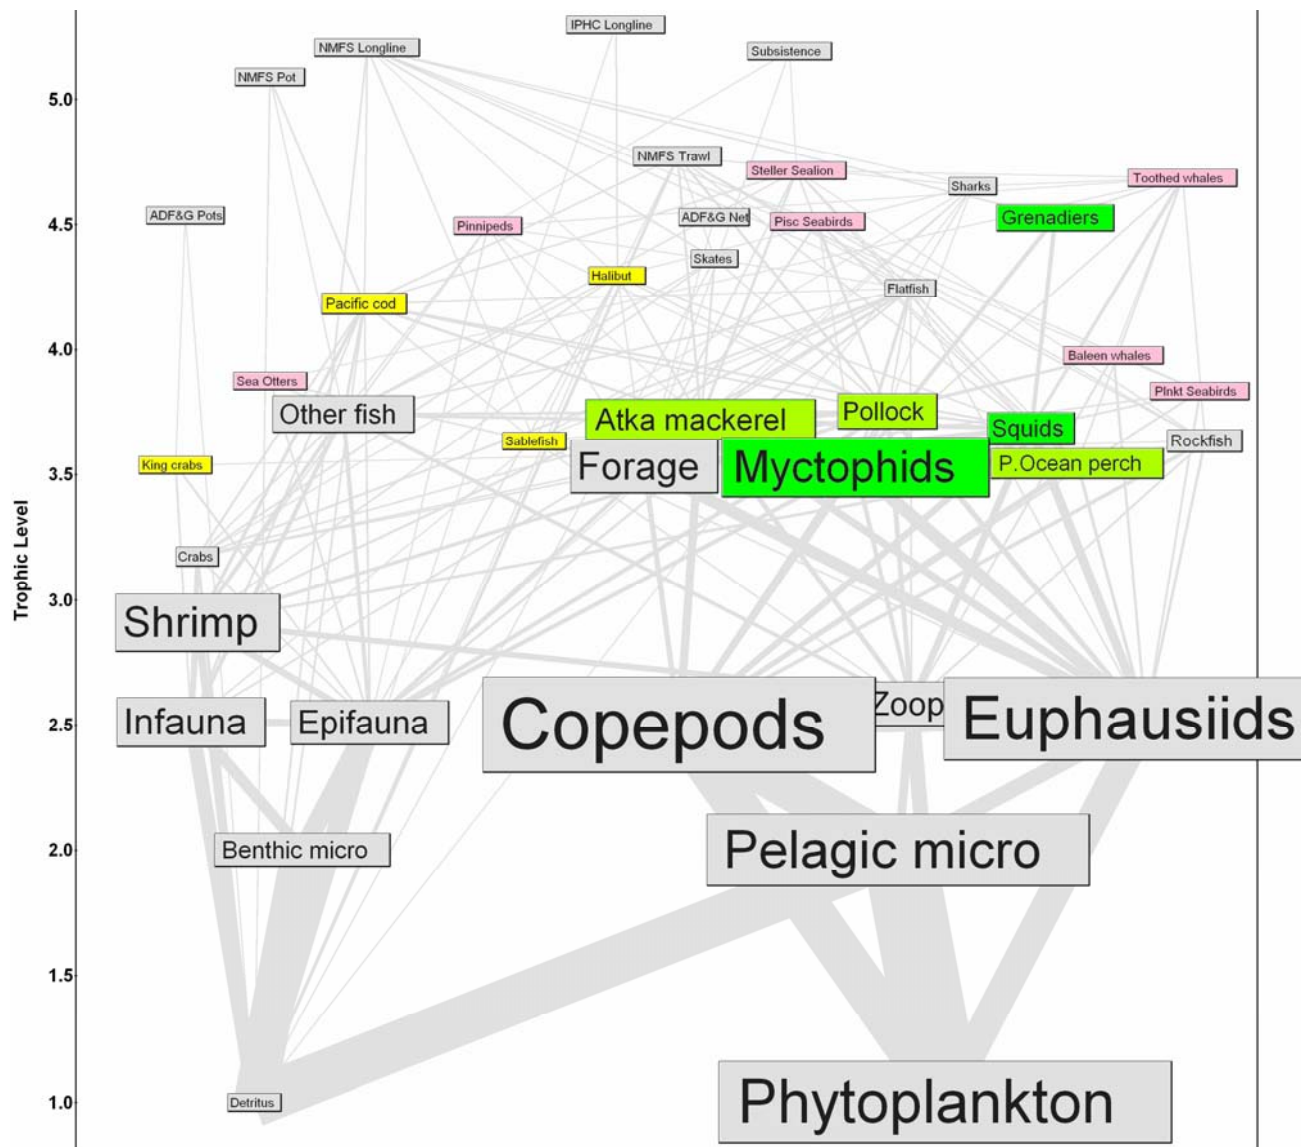 IPHC Longline
NMFS Longline
Subsistence
NMFS Pot
5.0
NMFS Trawl
Steller Sealion
Toothed whales
Sharks
ADF&G Pots
ADF&G Net
Pisc Seabirds
Grenadiers
4.5
Pinnipeds
Skates
Halibut
Flatfish
Pacific cod
4.0
Baleen whales
Sea Otters
Plnkt Seabirds
Other fish
Atka mackerel
Pollock
Squids
Sablefish
Rockfish
King crabs
Forage
Myctophids
P.Ocean perch
3.5
Crabs
Trophic Level
3.0
Shrimp
Infauna
Epifauna
Copepods
Zoop
Euphausiids
2.5
2.0
Benthic micro
Pelagic micro
1.5
1.0
Detritus
Phytoplankton